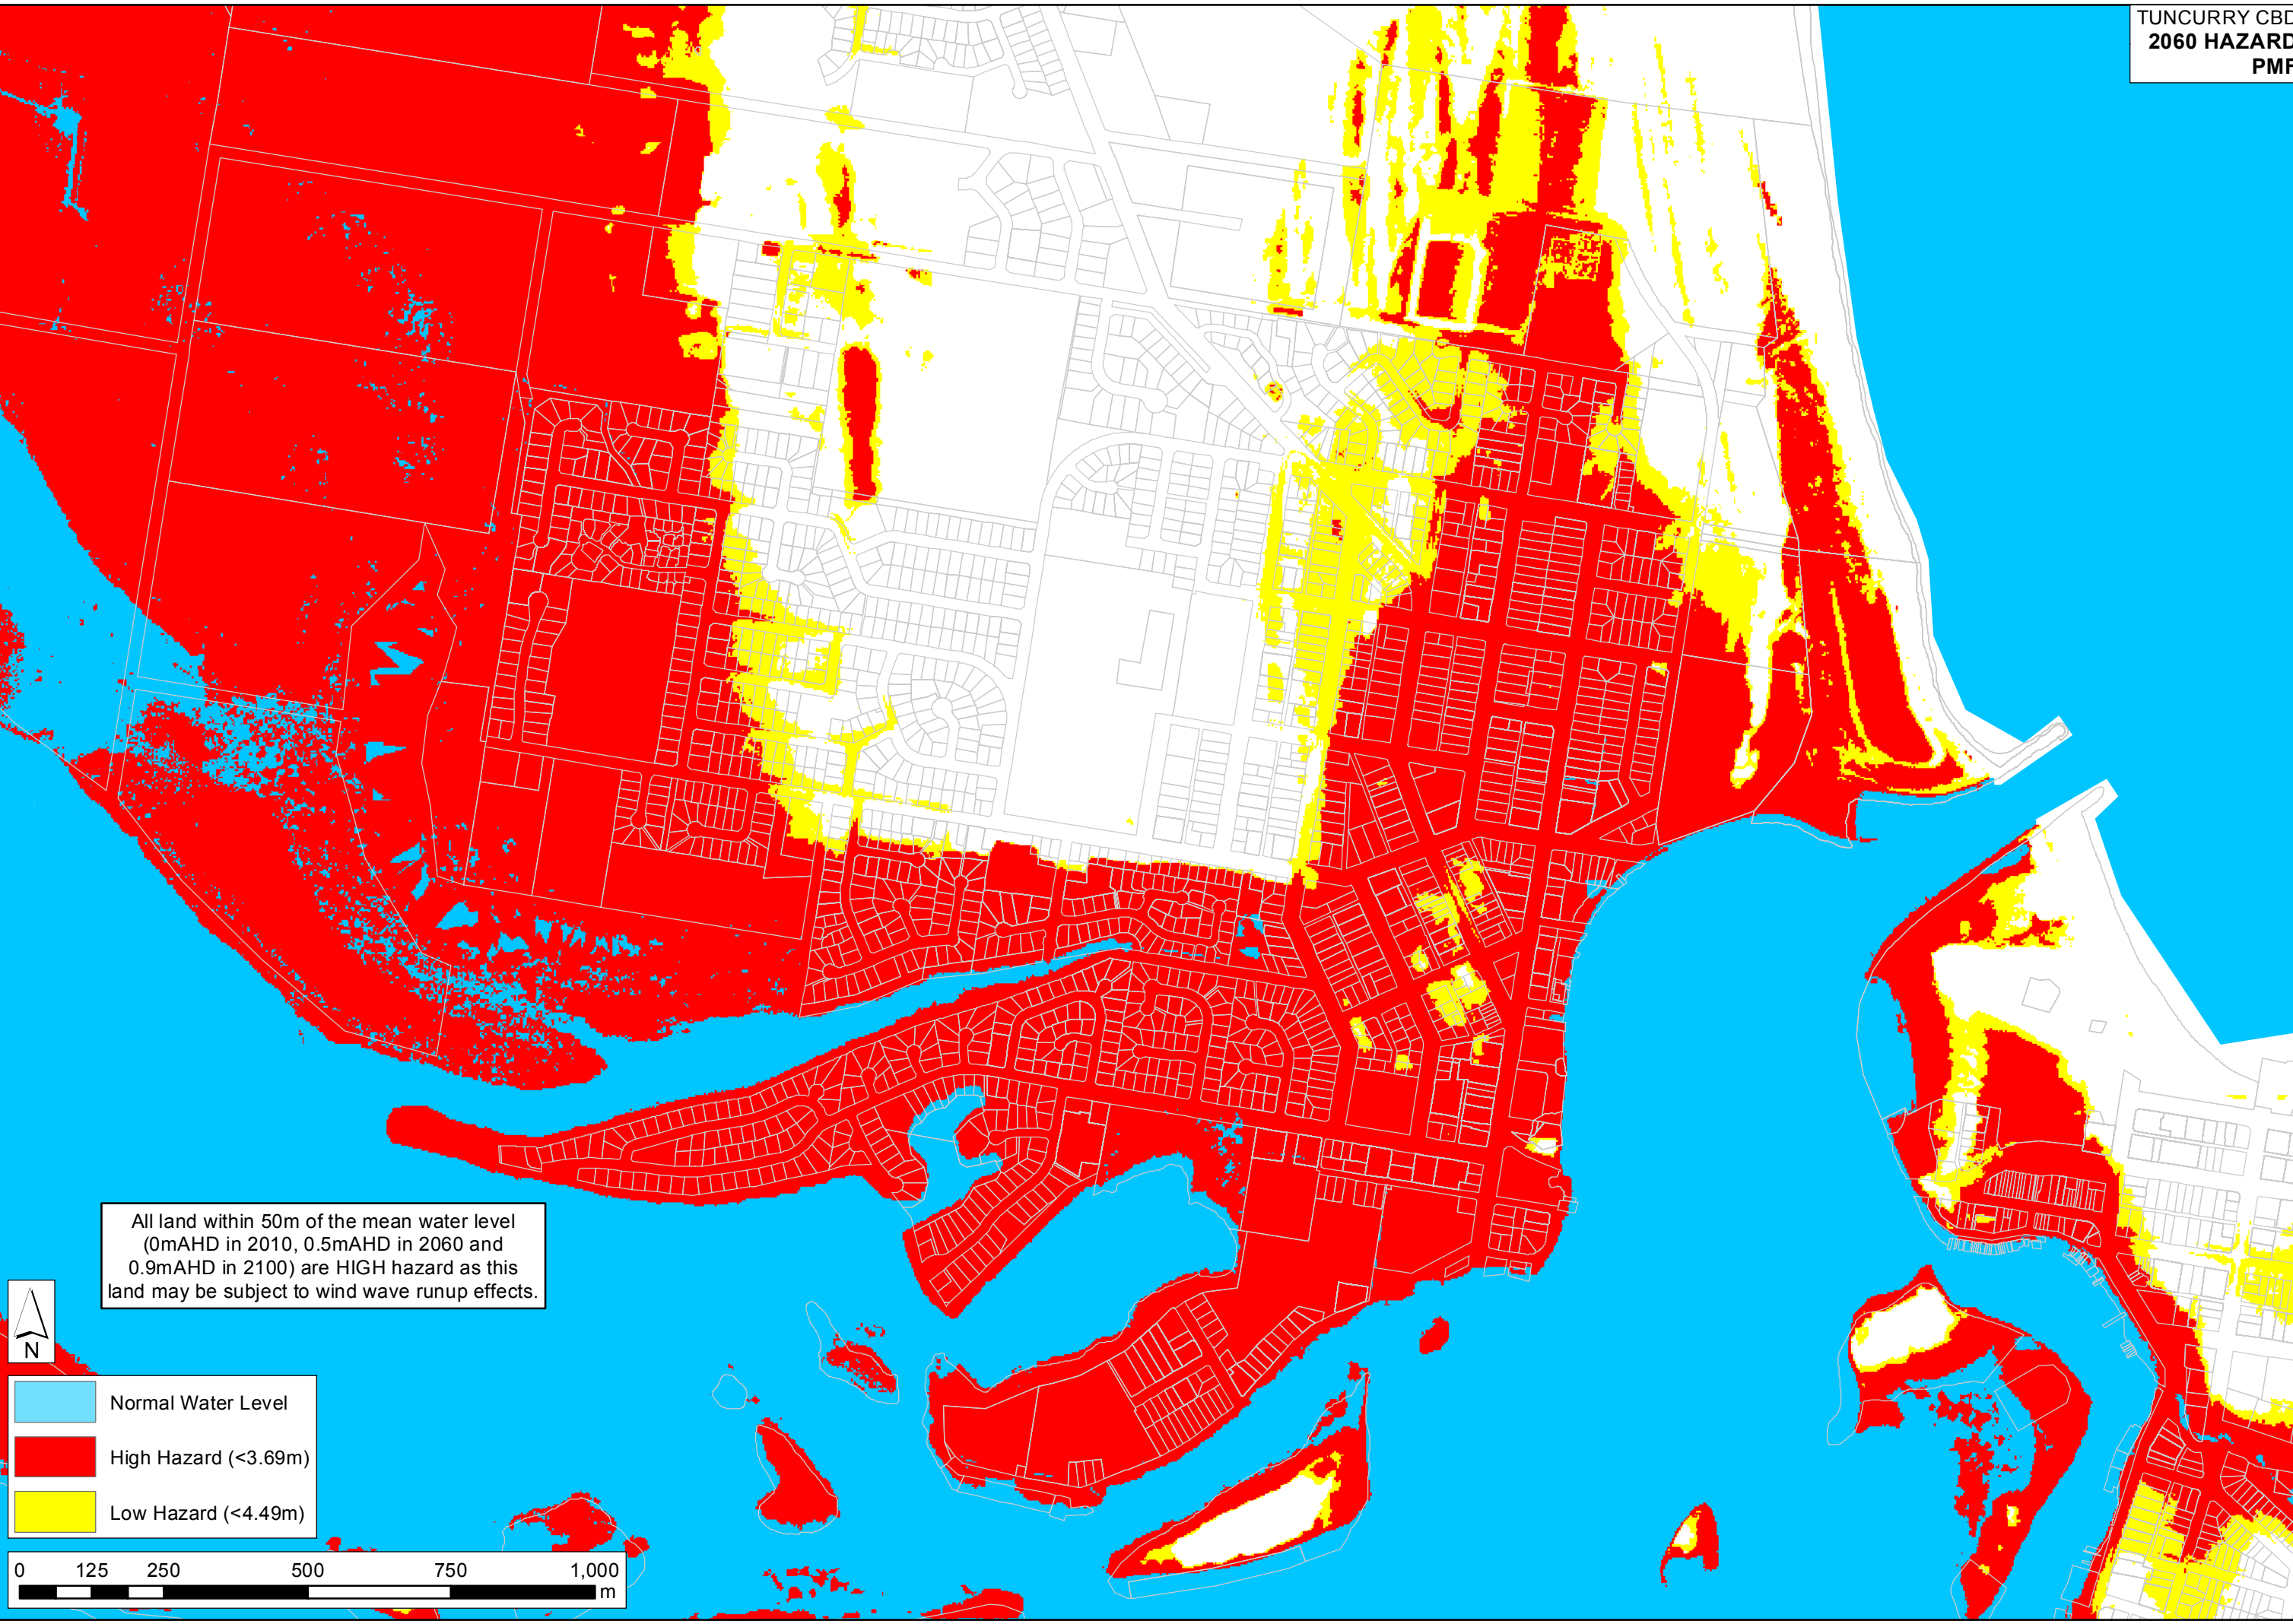 TUNCURRY CBD
2060 HAZARD
PMF
All land within 50m of the mean water level
(0mAHD in 2010, 0.5mAHD in 2060 and
0.9mAHD in 2100) are HIGH hazard as this
land may be subject to wind wave runup effects.
N
Normal Water Level
High Hazard (<3.69m)
Low Hazard (<4.49m)
0 125 250 500 750 1,000
m